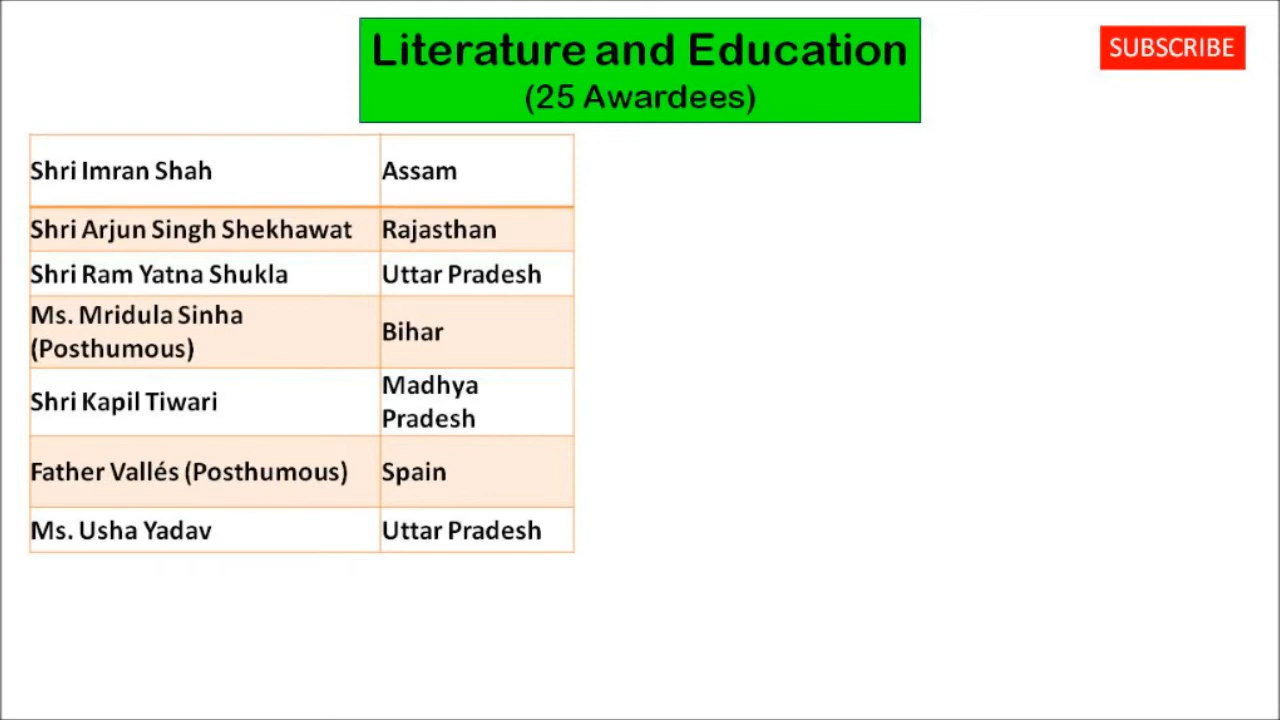 Literature and Education
(25 Awardees)
SUBSCRIBE
Shri Imran Shah Assam
Shri Arjun Singh Shekhawat Rajasthan
Shri Ram Yatna Shukla Uttar Pradesh
Ms. Mridula Sinha
(Posthumous) Bihar
Shri Kapil Tiwari Madhya
Pradesh
Father Vallés (Posthumous) Spain
Ms. Usha Yadav Uttar Pradesh